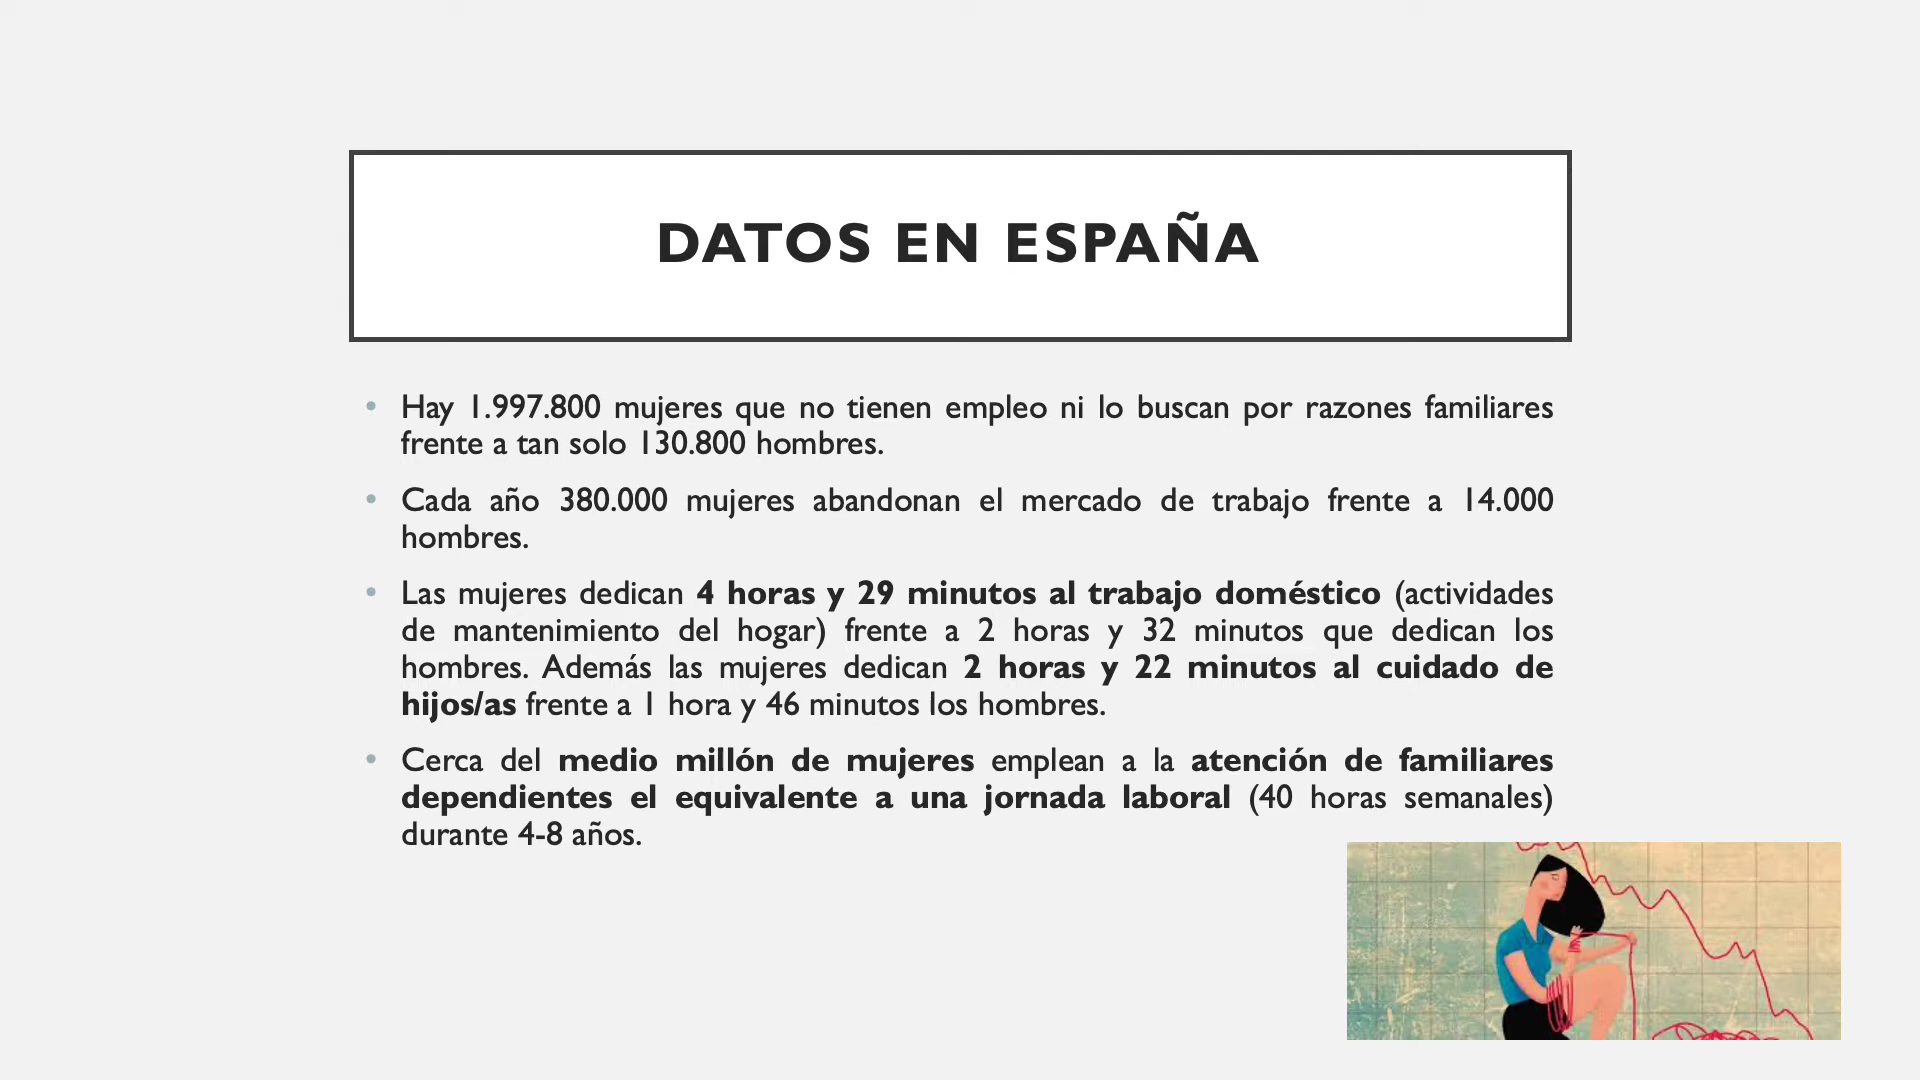 DATOS EN ESPAÑA
• Hay 1.997.800 mujeres que no tienen empleo ni lo buscan por razones familiares
frente a tan solo 130.800 hombres.
• Cada año 380.000 mujeres abandonan el mercado de trabajo frente a 14.000
hombres.
• Las mujeres dedican 4 horas y 29 minutos al trabajo doméstico (actividades
de mantenimiento del hogar) frente a 2 horas y 32 minutos que dedican los
hombres. Además las mujeres dedican 2 horas y 22 minutos al cuidado de
hijos/as frente a 1 hora y 46 minutos los hombres.
• Cerca del medio millón de mujeres emplean a la atención de familiares
dependientes el equivalente a una jornada laboral (40 horas semanales)
durante 4-8 años.